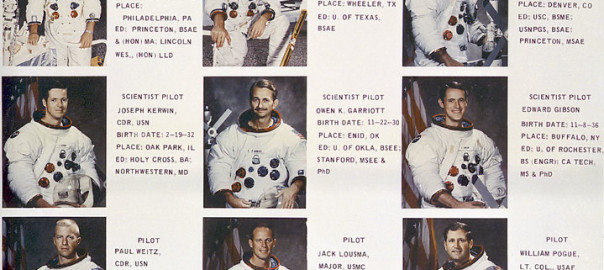 PLACE:
PHILADELPHIA, PA
ED: PRINCETON, BSAE
& (HON) MA; LINCOLN
WES., (HON) LLD
PLACE: WHEELER, TX
ED: U. OF TEXAS,
BSAE
PLACE: DENVER, CO
ED: USC, BSME;
USNPGS, BSAE;
PRINCETON, MSAE
SCIENTIST PILOT
JOSEPH KERWIN,
CDR, USN
BIRTH DATE: 2-19-32
PLACE: OAK PARK, IL
ED: HOLY CROSS, BA;
NORTHWESTERN, MD
SCIENTIST PILOT
OWEN K. GARRIOTT
BIRTH DATE: 11-22-30
PLACE: ENID, OK
ED: U. OF OKLA, BSEE;
STANFORD, MSEE &
PhD
SCIENTIST PILOT
EDWARD GIBSON
BIRTH DATE: 11-8-36
PLACE: BUFFALO, NY
ED: U. OF ROCHESTER,
BS (ENGR); CA TECH,
MS & PhD
PILOT
PAUL WEITZ,
CDR, USN
PILOT
JACK LOUSMA,
MAJOR, USMC
PILOT
WILLIAM POGUE,
LT. COL., USAF